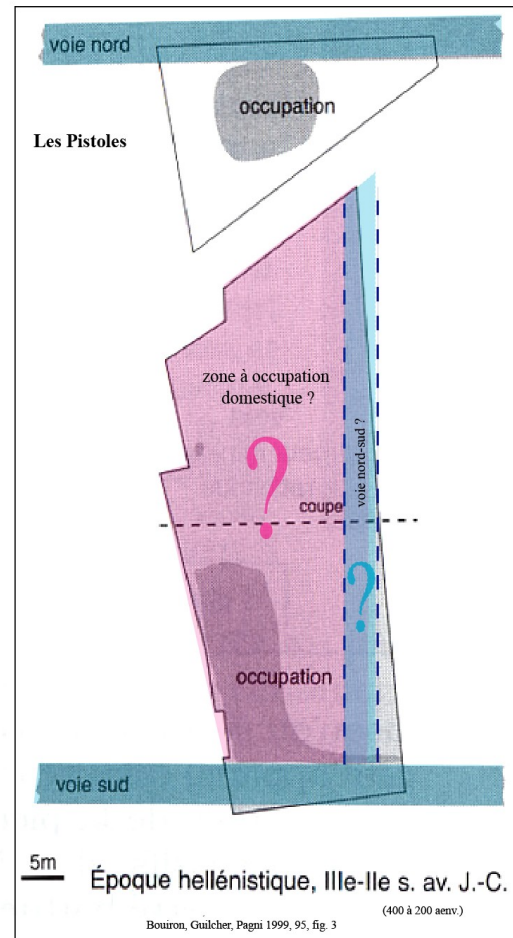 voie nord
occupation
Les Pistoles
zone à occupation
domestique ?
?
voie nord-sud ?
coupe
?
occupation
voie sud
5m
Époque hellénistique, IIIe-IIe s. av. J.-C.
(400 à 200 aenv.)
Bouiron, Guilcher, Pagni 1999, 95, fig. 3